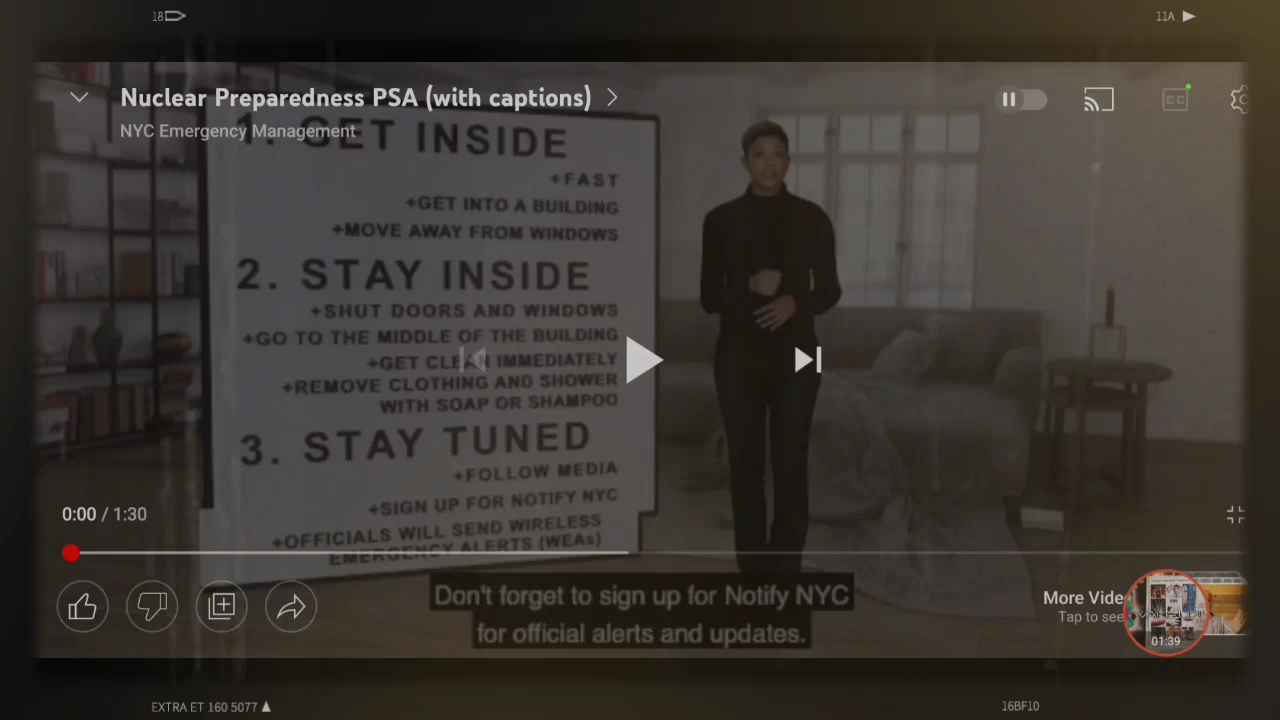 18
11A
Nuclear Preparedness PSA (with captions)
NYC Emergency Management
CC
1. GET INSIDE
+FAST
+GET INTO A BUILDING
+MOVE AWAY FROM WINDOWS
2. STAY INSIDE
+SHUT DOORS AND WINDOWS
+GO TO THE MIDDLE OF THE BUILDING
+GET CLEAN IMMEDIATELY
+REMOVE CLOTHING AND SHOWER
WITH SOAP OR SHAMPOO
3. STAY TUNED
+FOLLOW MEDIA
+SIGN UP FOR NOTIFY NYC
+OFFICIALS WILL SEND WIRELESS
EMERGENCY ALERTS (WEAs)
0:00 / 1:30
Don't forget to sign up for Notify NYC
for official alerts and updates.
More Vide
Tap to see
01:39
EXTRA ET 160 5077
16BF10